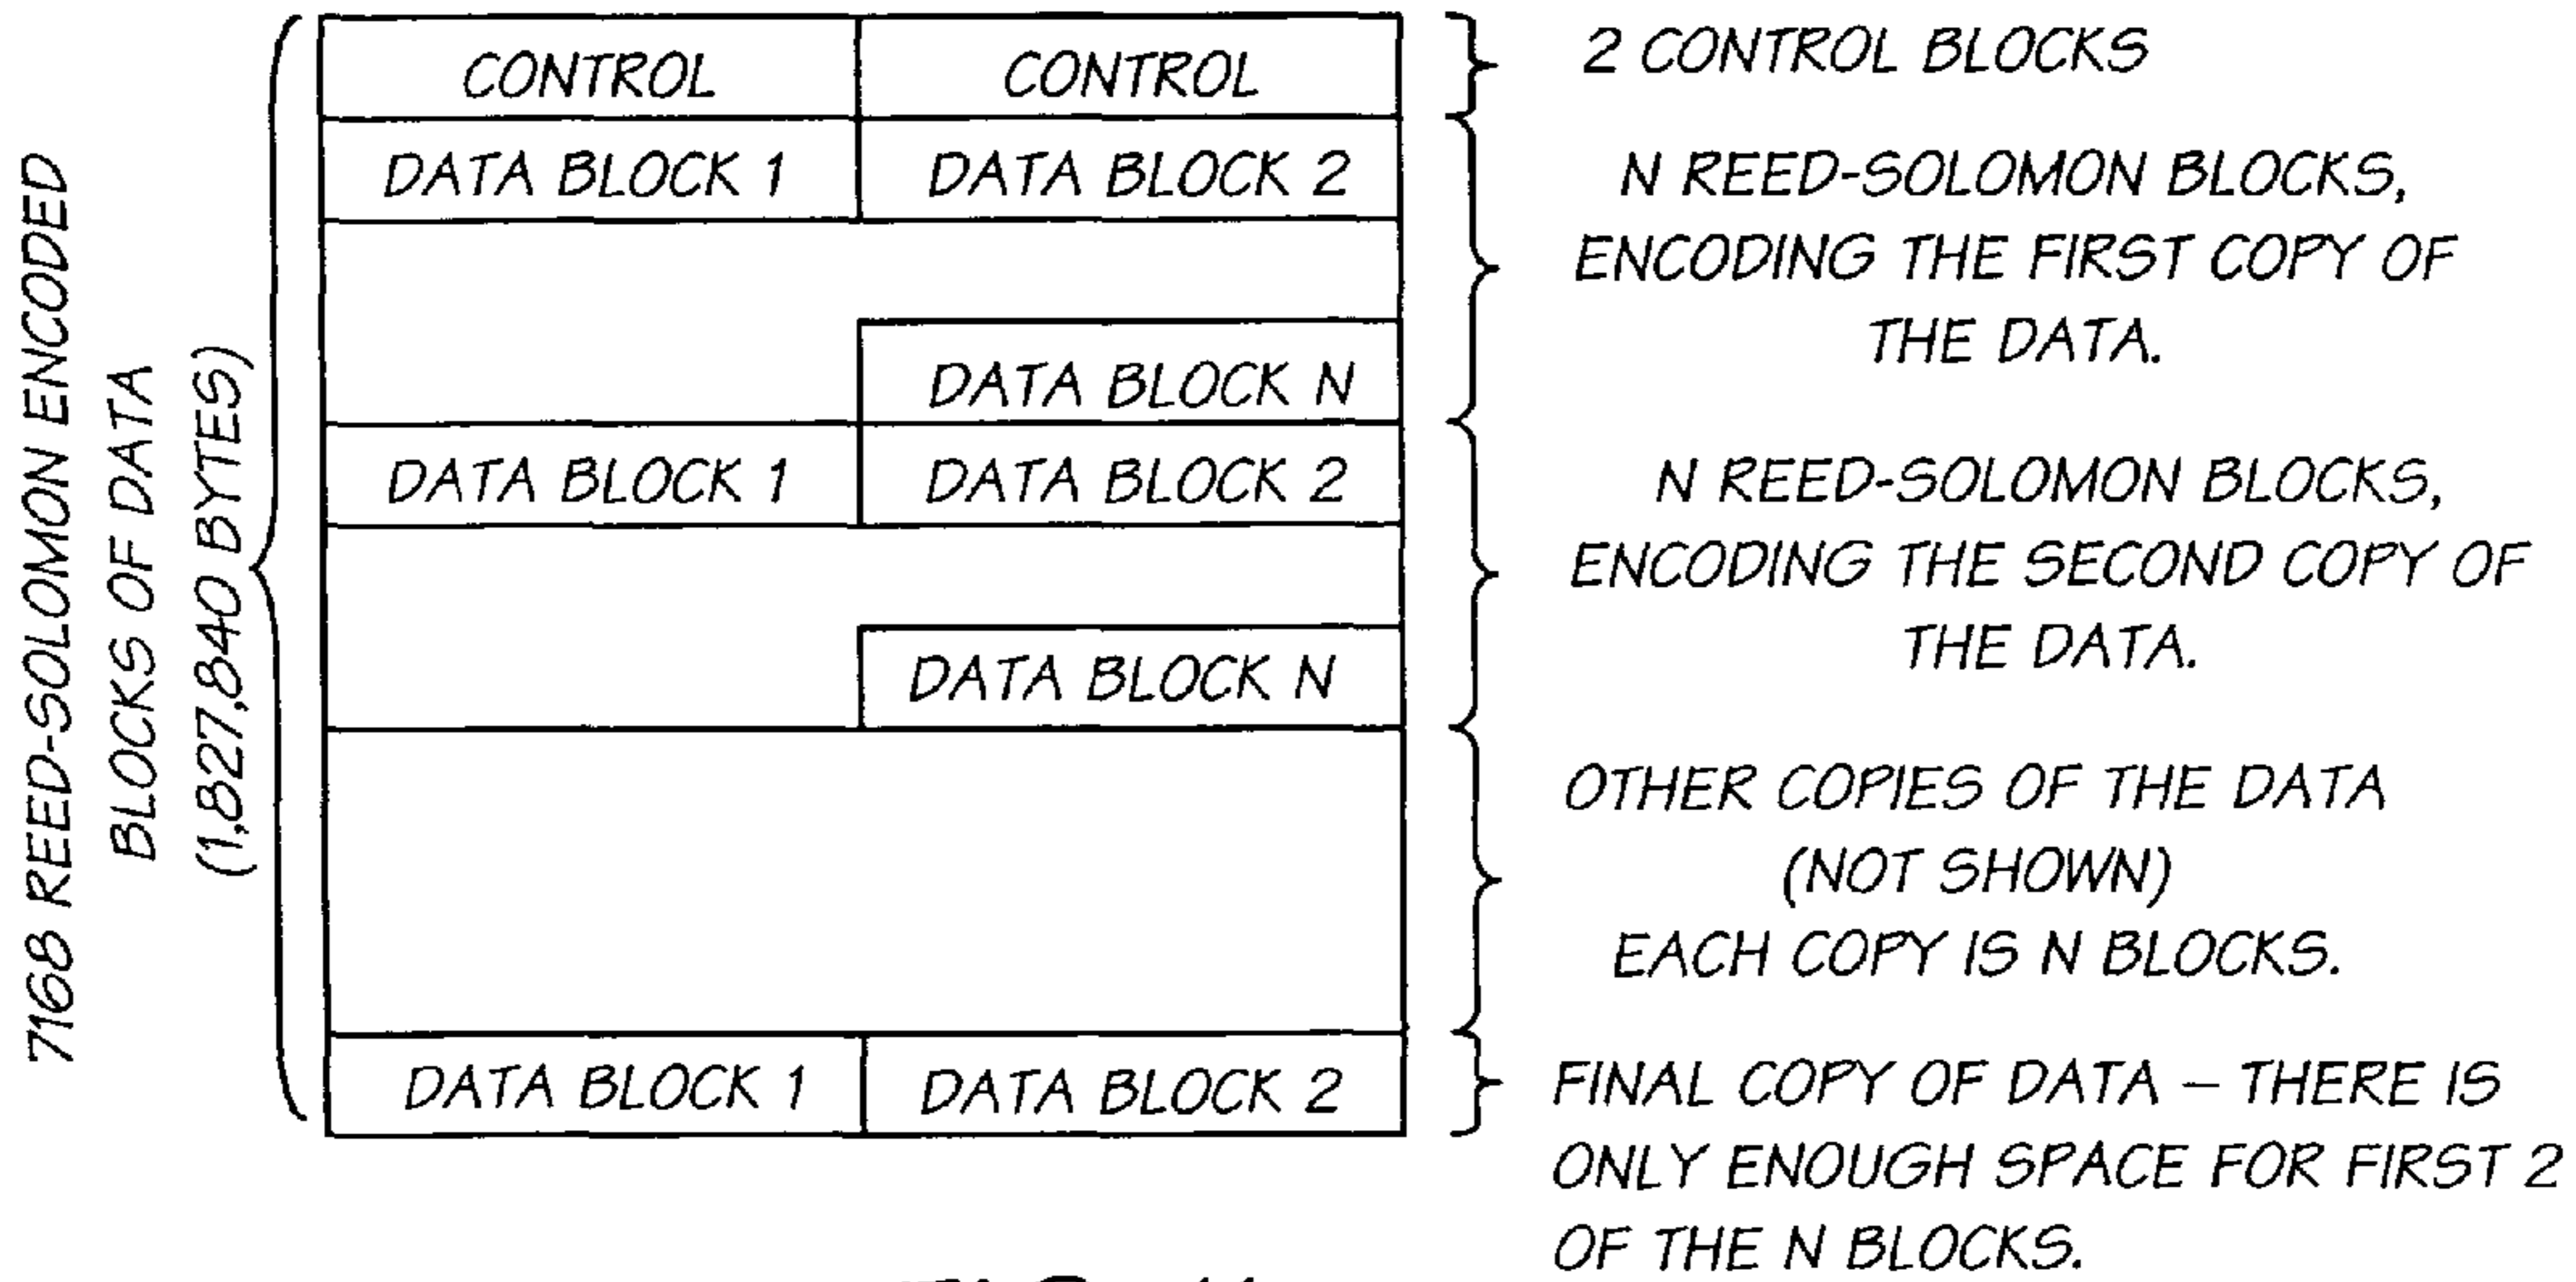 7168 REED-SOLOMON ENCODED
BLOCKS OF DATA
(1,827,840 BYTES)
CONTROL CONTROL
2 CONTROL BLOCKS
DATA BLOCK 1 DATA BLOCK 2
DATA BLOCK N
N REED-SOLOMON BLOCKS,
ENCODING THE FIRST COPY OF
THE DATA.
DATA BLOCK 1 DATA BLOCK 2
DATA BLOCK N
N REED-SOLOMON BLOCKS,
ENCODING THE SECOND COPY OF
THE DATA.
OTHER COPIES OF THE DATA
(NOT SHOWN)
EACH COPY IS N BLOCKS.
DATA BLOCK 1 DATA BLOCK 2
FINAL COPY OF DATA – THERE IS
ONLY ENOUGH SPACE FOR FIRST 2
OF THE N BLOCKS.